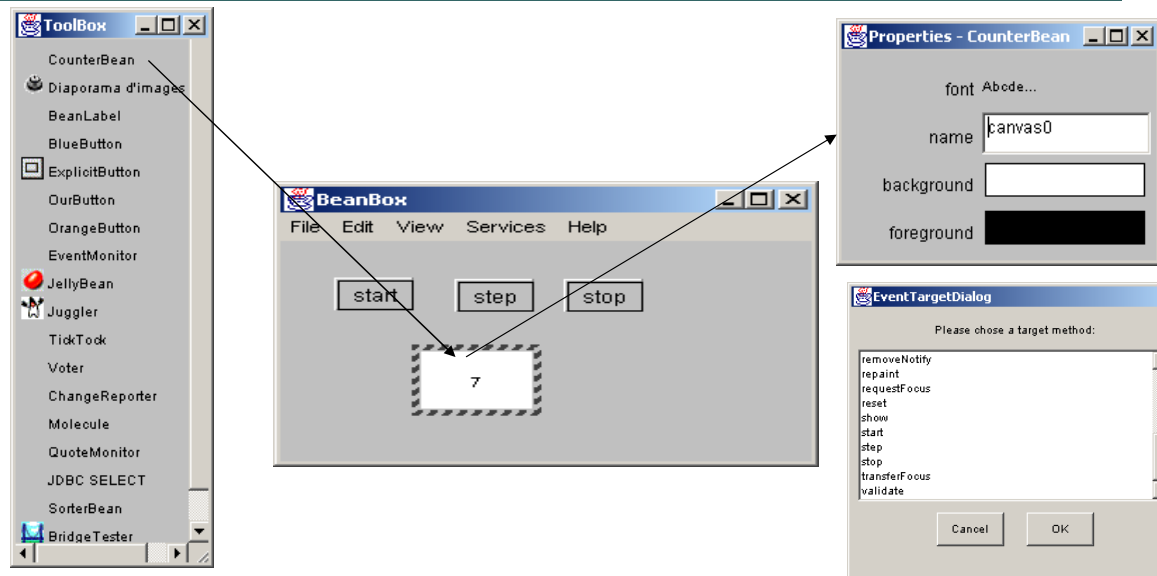 ToolBox
CounterBean
Diaporama d'images
BeanLabel
BlueButton
ExplicitButton
OurButton
OrangeButton
EventMonitor
JellyBean
Juggler
TickTock
Voter
ChangeReporter
Molecule
QuoteMonitor
JDBC SELECT
SorterBean
BridgeTester
BeanBox
File Edit View Services Help
start step stop
7
Properties - CounterBean
font Abcde...
name canvas0
background
foreground
EventTargetDialog
Please chose a target method:
removeNotify
repaint
requestFocus
reset
show
start
step
stop
transferFocus
validate
Cancel OK